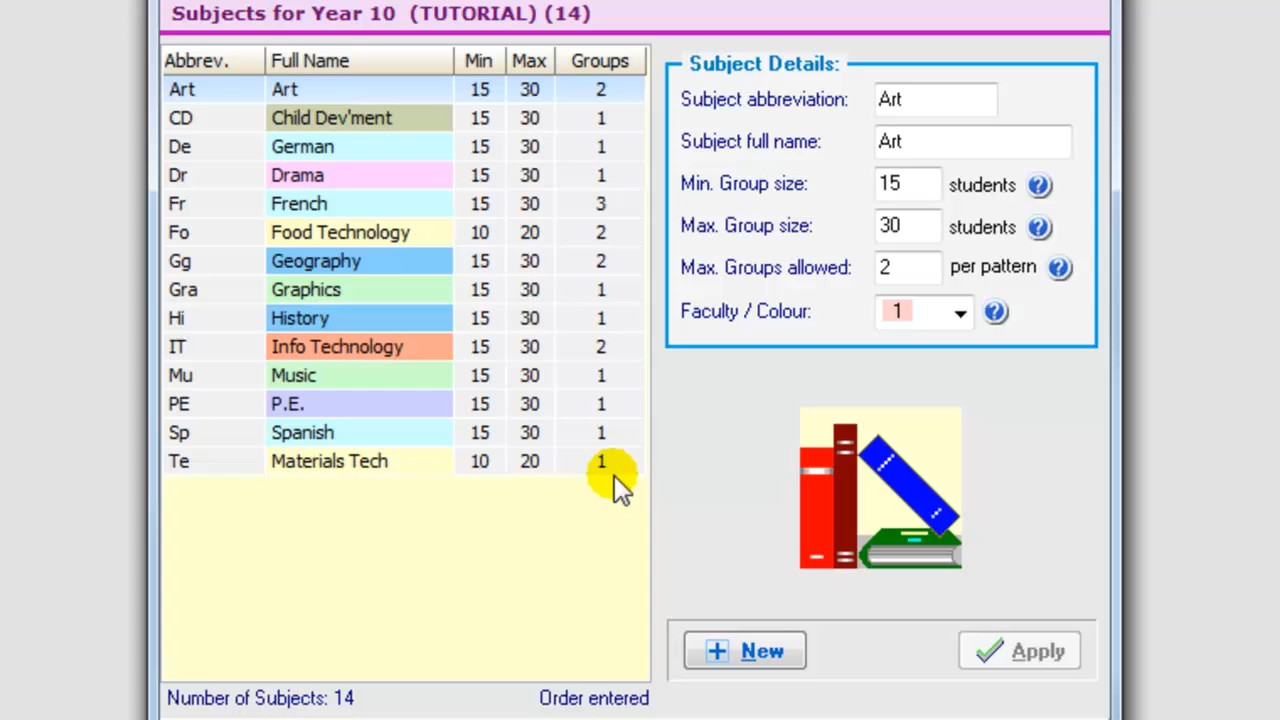 Subjects for Year 10 (TUTORIAL) (14)
Abbrev. Full Name Min Max Groups
Art Art 15 30 2
CD Child Dev'ment 15 30 1
De German 15 30 1
Dr Drama 15 30 1
Fr French 15 30 3
Fo Food Technology 10 20 2
Gg Geography 15 30 2
Gra Graphics 15 30 1
Hi History 15 30 1
IT Info Technology 15 30 2
Mu Music 15 30 1
PE P.E. 15 30 1
Sp Spanish 15 30 1
Te Materials Tech 10 20 1
Number of Subjects: 14 Order entered
Subject Details:
Subject abbreviation: Art
Subject full name: Art
Min. Group size: 15 students ?
Max. Group size: 30 students ?
Max. Groups allowed: 2 per pattern ?
Faculty / Colour: 1 ?
New Apply